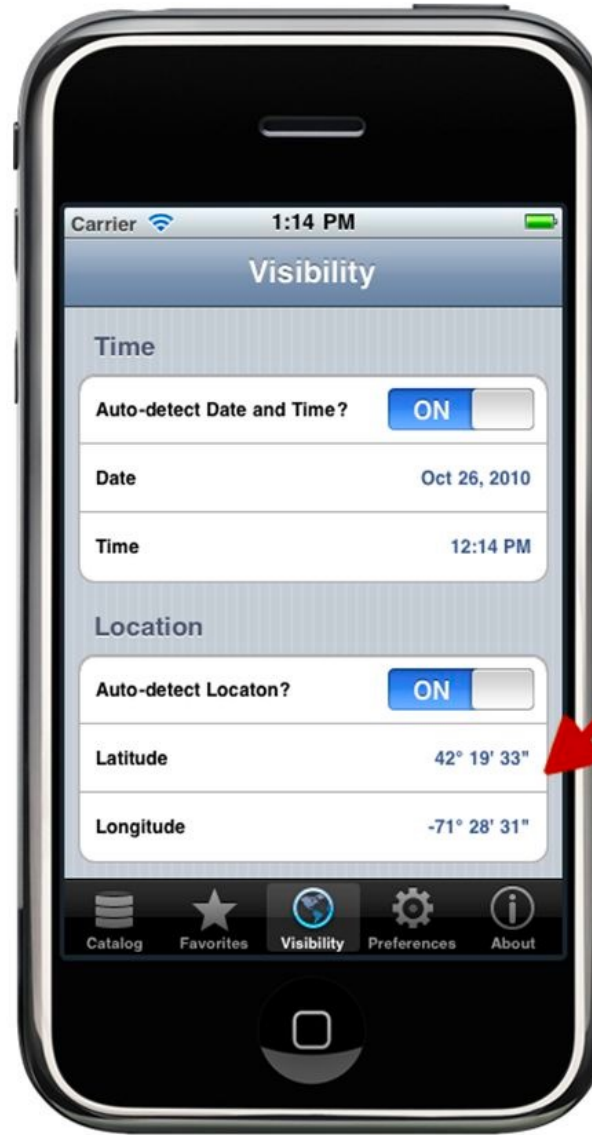 Carrier 1:14 PM
Visibility
Time
Auto-detect Date and Time? ON
Date Oct 26, 2010
Time 12:14 PM
Location
Auto-detect Locaton? ON
Latitude 42° 19' 33"
Longitude -71° 28' 31"
Catalog Favorites Visibility Preferences About